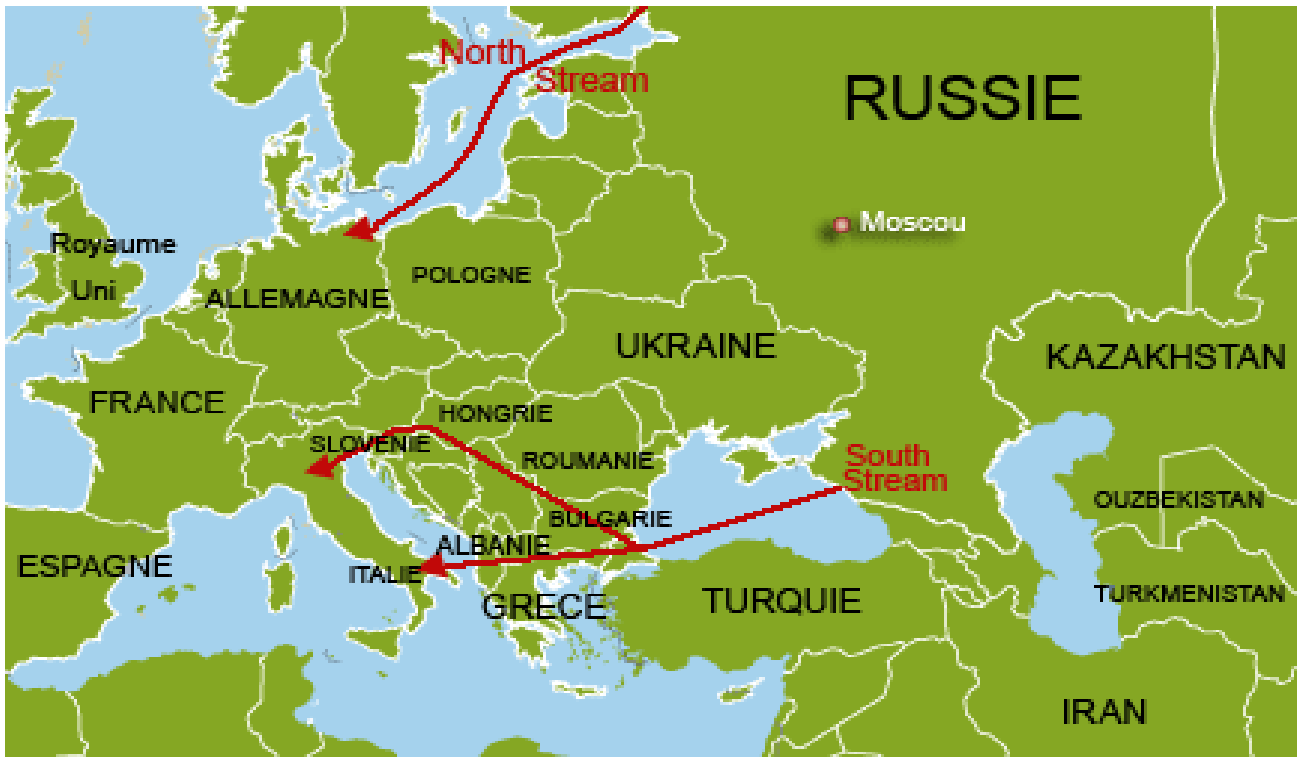 North
Stream
RUSSIE
Moscou
Royaume
Uni
POLOGNE
ALLEMAGNE
UKRAINE
KAZAKHSTAN
FRANCE
HONGRIE
SLOVENIE
ROUMANIE
South
Stream
OUZBEKISTAN
BULGARIE
ALBANIE
ESPAGNE
ITALIE
GRECE
TURQUIE
TURKMENISTAN
IRAN